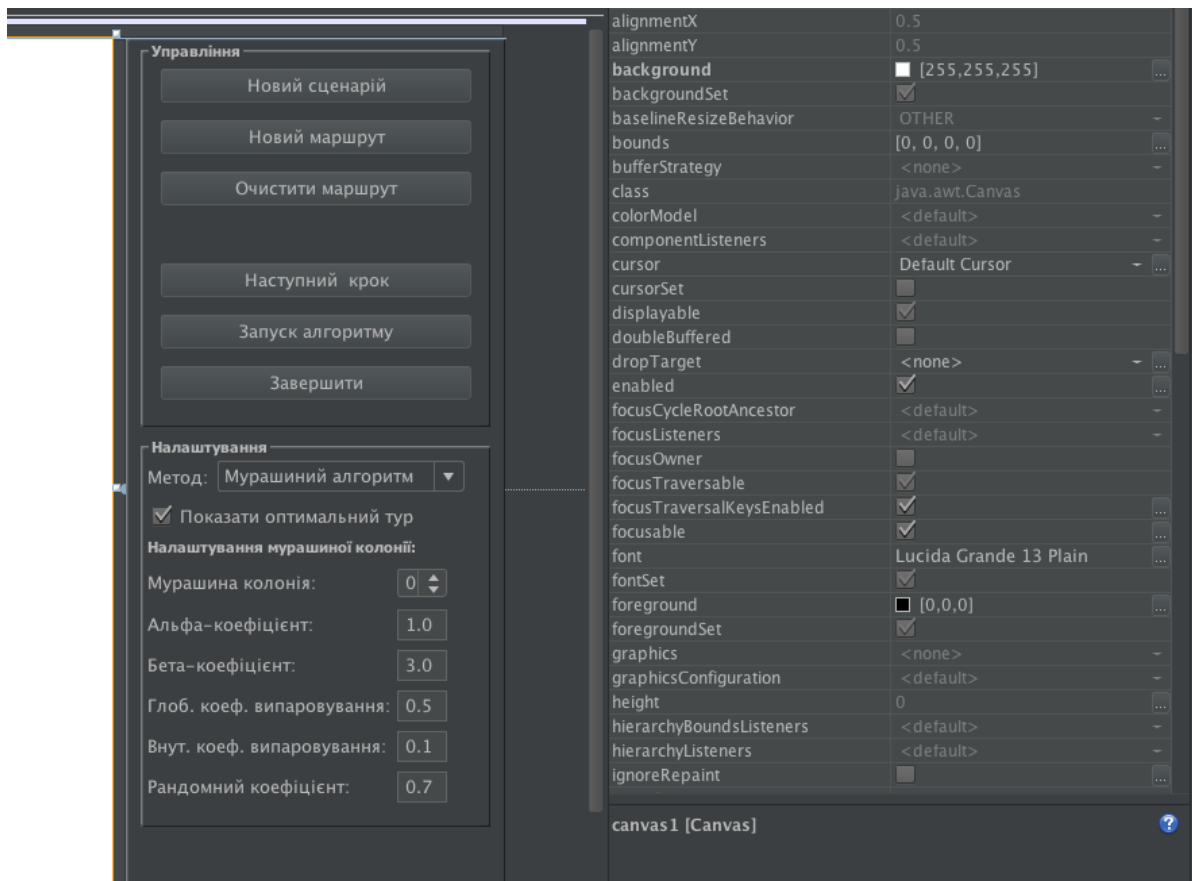 Управління
Новий сценарій
Новий маршрут
Очистити маршрут
Наступний крок
Запуск алгоритму
Завершити
Налаштування
Метод: Мурашиний алгоритм
Показати оптимальний тур
Налаштування мурашиної колонії:
Мурашина колонія: 0
Альфа-коефіцієнт: 1.0
Бета-коефіцієнт: 3.0
Глоб. коеф. випаровування: 0.5
Внут. коеф. випаровування: 0.1
Рандомний коефіцієнт: 0.7
alignmentX 0.5
alignmentY 0.5
background [255,255,255] ...
backgroundSet
baselineResizeBehavior OTHER
bounds [0, 0, 0, 0] ...
bufferStrategy <none>
class java.awt.Canvas
colorModel <default>
componentListeners <default>
cursor Default Cursor ...
cursorSet
displayable
doubleBuffered
dropTarget <none> ...
enabled ...
focusCycleRootAncestor <default>
focusListeners <default>
focusOwner
focusTraversable
focusTraversalKeysEnabled ...
focusable ...
font Lucida Grande 13 Plain ...
fontSet
foreground [0,0,0] ...
foregroundSet
graphics <none>
graphicsConfiguration <default>
height 0 ...
hierarchyBoundsListeners <default>
hierarchyListeners <default>
ignoreRepaint ...
canvas1 [Canvas] ?